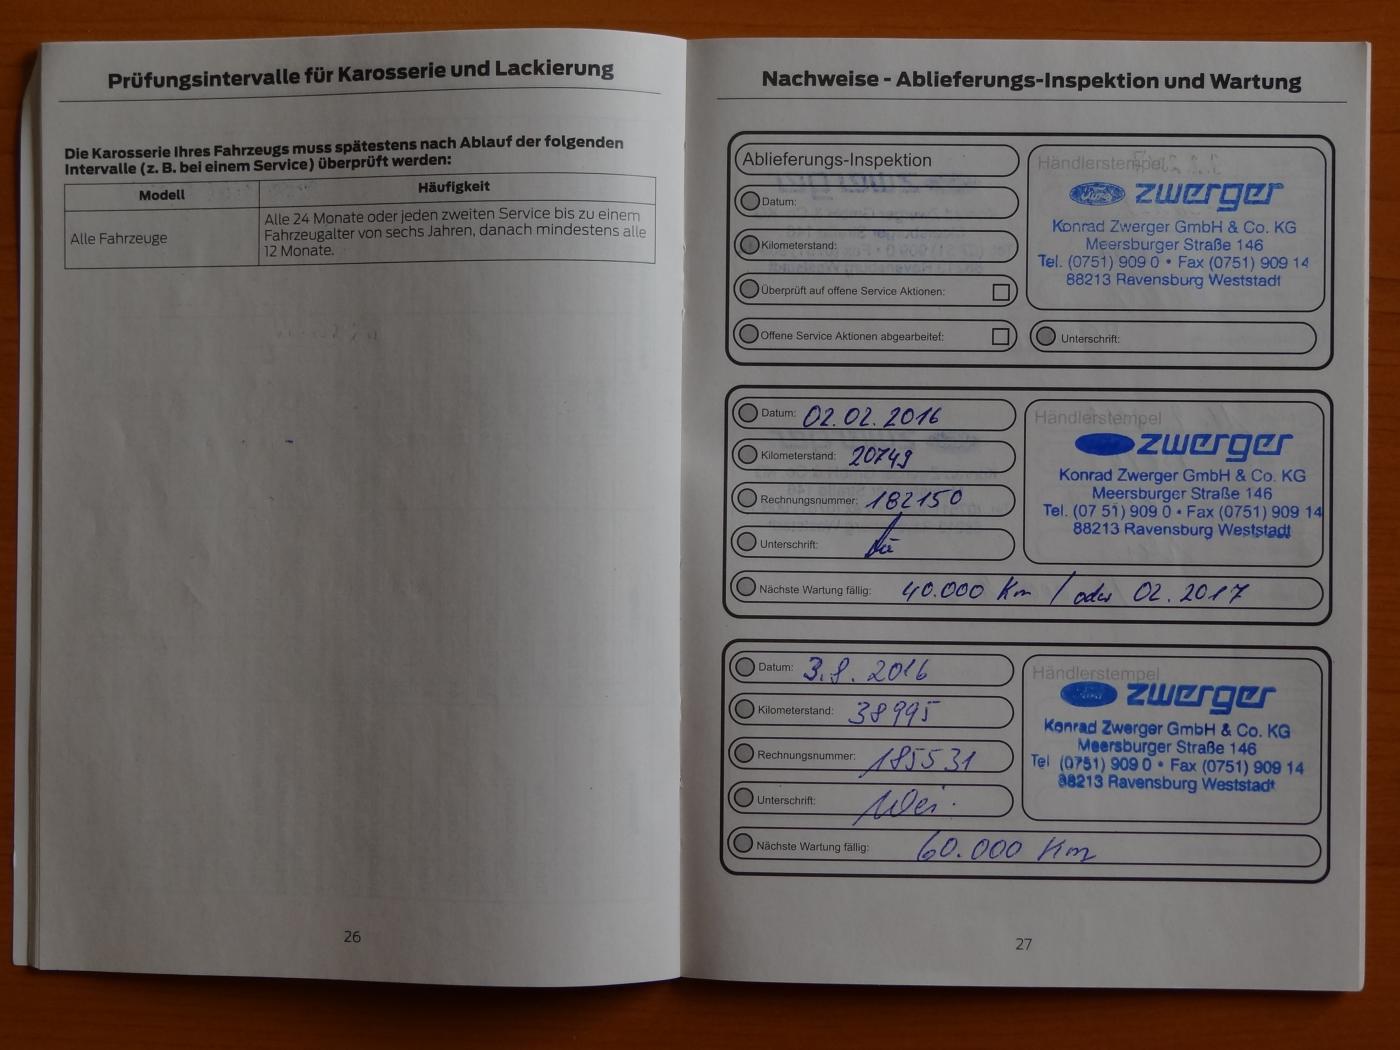 Prüfungsintervalle für Karosserie und Lackierung
Die Karosserie Ihres Fahrzeugs muss spätestens nach Ablauf der folgenden
Intervalle (z. B. bei einem Service) überprüft werden:
Modell
Häufigkeit
Alle Fahrzeuge
Alle 24 Monate oder jeden zweiten Service bis zu einem
Fahrzeugalter von sechs Jahren, danach mindestens alle
12 Monate.
26
Nachweise - Ablieferungs-Inspektion und Wartung
Ablieferungs-Inspektion
Datum:
Kilometerstand:
Überprüft auf offene Service Aktionen:
Offene Service Aktionen abgearbeitet:
Händlerstempel
Ford zwerger
Konrad Zwerger GmbH & Co. KG
Meersburger Straße 146
Tel. (0751) 909 0 • Fax (0751) 909 14
88213 Ravensburg Weststadt
Unterschrift:
Datum: 02.02.2016
Kilometerstand: 20749
Rechnungsnummer: 182150
Unterschrift:
Händlerstempel
zwerger
Konrad Zwerger GmbH & Co. KG
Meersburger Straße 146
Tel. (07 51) 909 0 • Fax (0751) 909 14
88213 Ravensburg Weststadt
Nächste Wartung fällig: 40.000 Km / oder 02.2017
Datum: 3.8.2016
Kilometerstand: 38995
Rechnungsnummer: 185531
Unterschrift:
Händlerstempel
Ford zwerger
Konrad Zwerger GmbH & Co. KG
Meersburger Straße 146
Tel (0751) 909 0 • Fax (0751) 909 14
88213 Ravensburg Weststadt
Nächste Wartung fällig: 60.000 Km
27